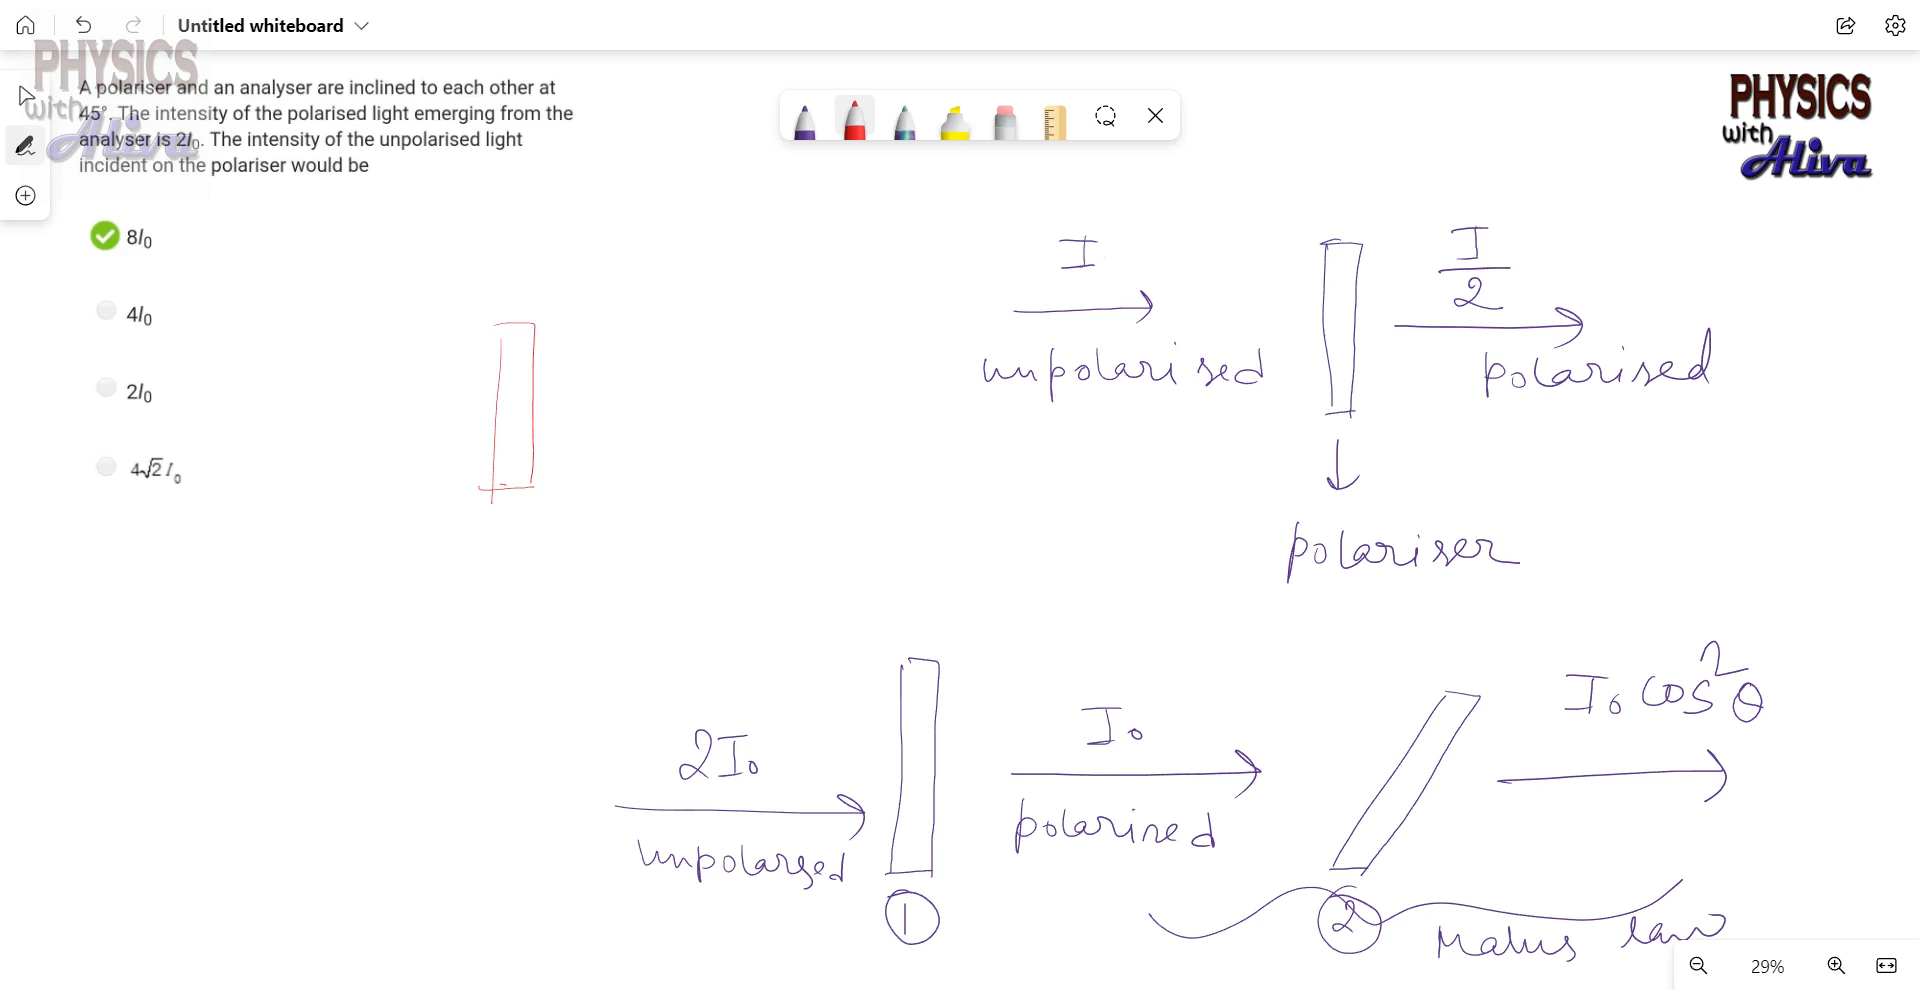 Untitled whiteboard
PHYSICS
with
Aliva
A polariser and an analyser are inclined to each other at
45°. The intensity of the polarised light emerging from the
analyser is 2I₀. The intensity of the unpolarised light
incident on the polariser would be
8I₀
4I₀
2I₀
4√2 I₀
PHYSICS
with
Aliva
I
unpolarised
I/2
polarised
polariser
2I₀
unpolarsed
1
I₀
polarised
2
I₀ cos²θ
Malus law
29%